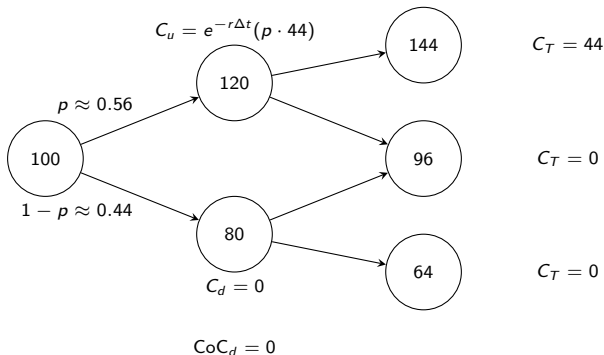 C_u = e^{-rΔt}(p · 44)
144
C_T = 44
120
p ≈ 0.56
100
96
C_T = 0
1 − p ≈ 0.44
80
64
C_T = 0
C_d = 0
CoC_d = 0